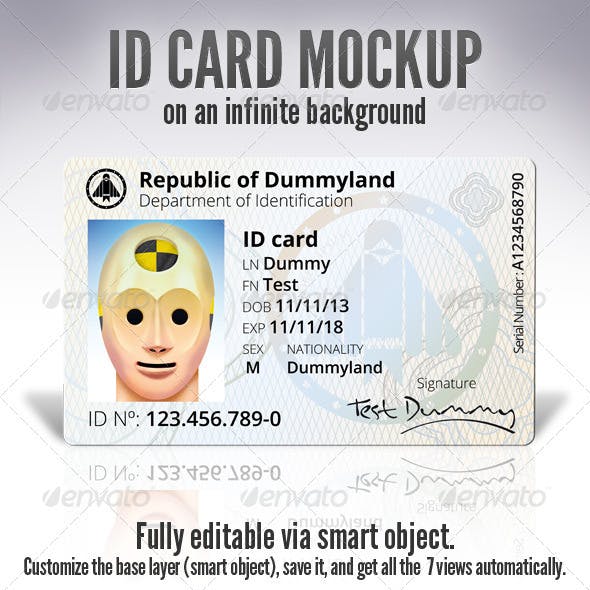 ID CARD MOCKUP
on an infinite background
envato envato envato
Republic of Dummyland
Department of Identification
ID card
LN Dummy
FN Test
DOB 11/11/13
EXP 11/11/18
SEX NATIONALITY
M Dummyland
Serial Number: A1234568790
Signature
Test Dummy
ID Nº: 123.456.789-0
envato envato envato
Fully editable via smart object.
Customize the base layer (smart object), save it, and get all the 7 views automatically.